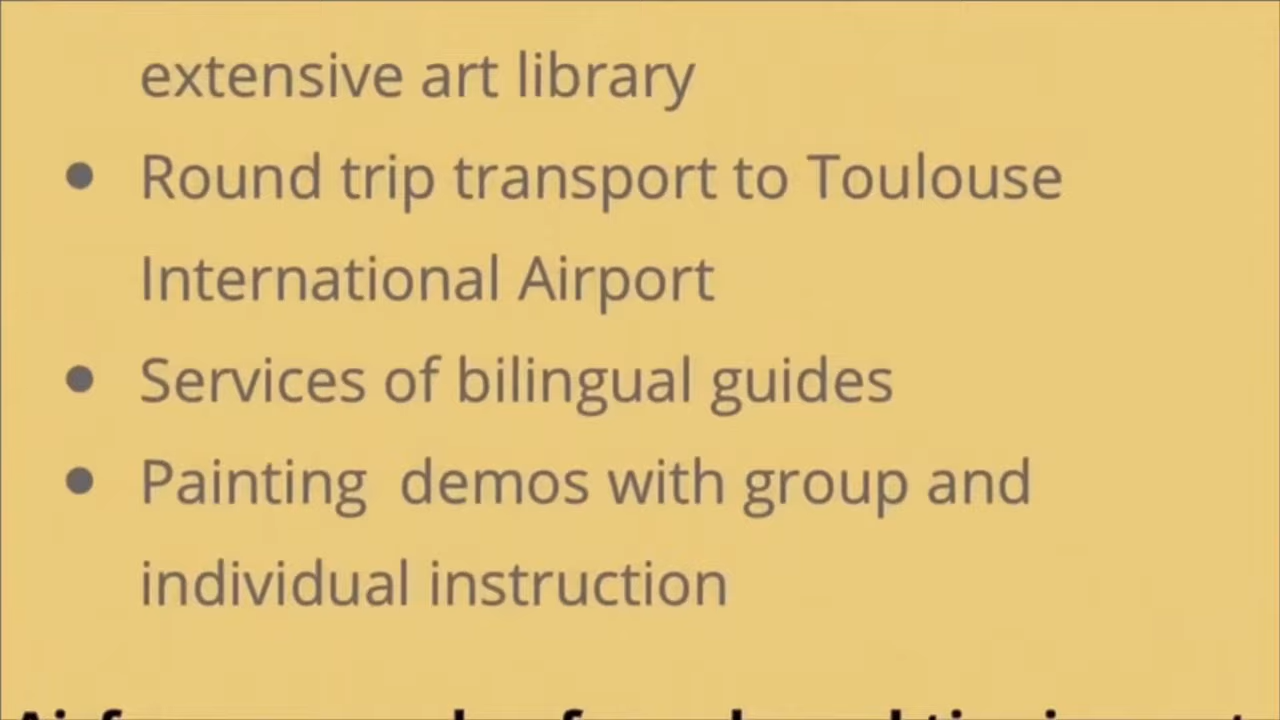 extensive art library
• Round trip transport to Toulouse
International Airport
• Services of bilingual guides
• Painting  demos with group and
individual instruction